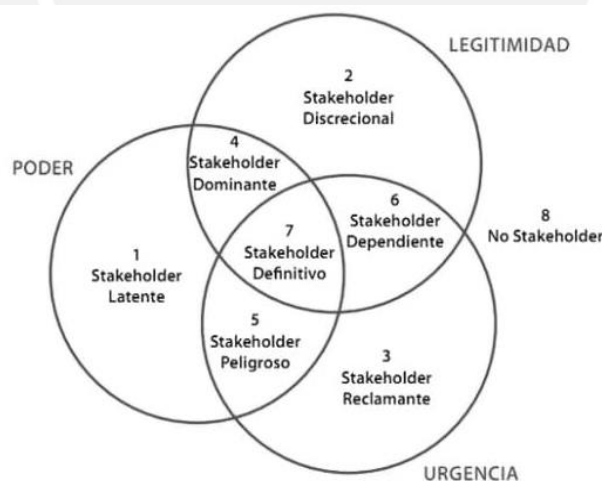 LEGITIMIDAD
2
Stakeholder
Discrecional
4
Stakeholder
Dominante
PODER
6
Stakeholder
Dependiente
8
No Stakeholder
7
Stakeholder
Definitivo
1
Stakeholder
Latente
5
Stakeholder
Peligroso
3
Stakeholder
Reclamante
URGENCIA